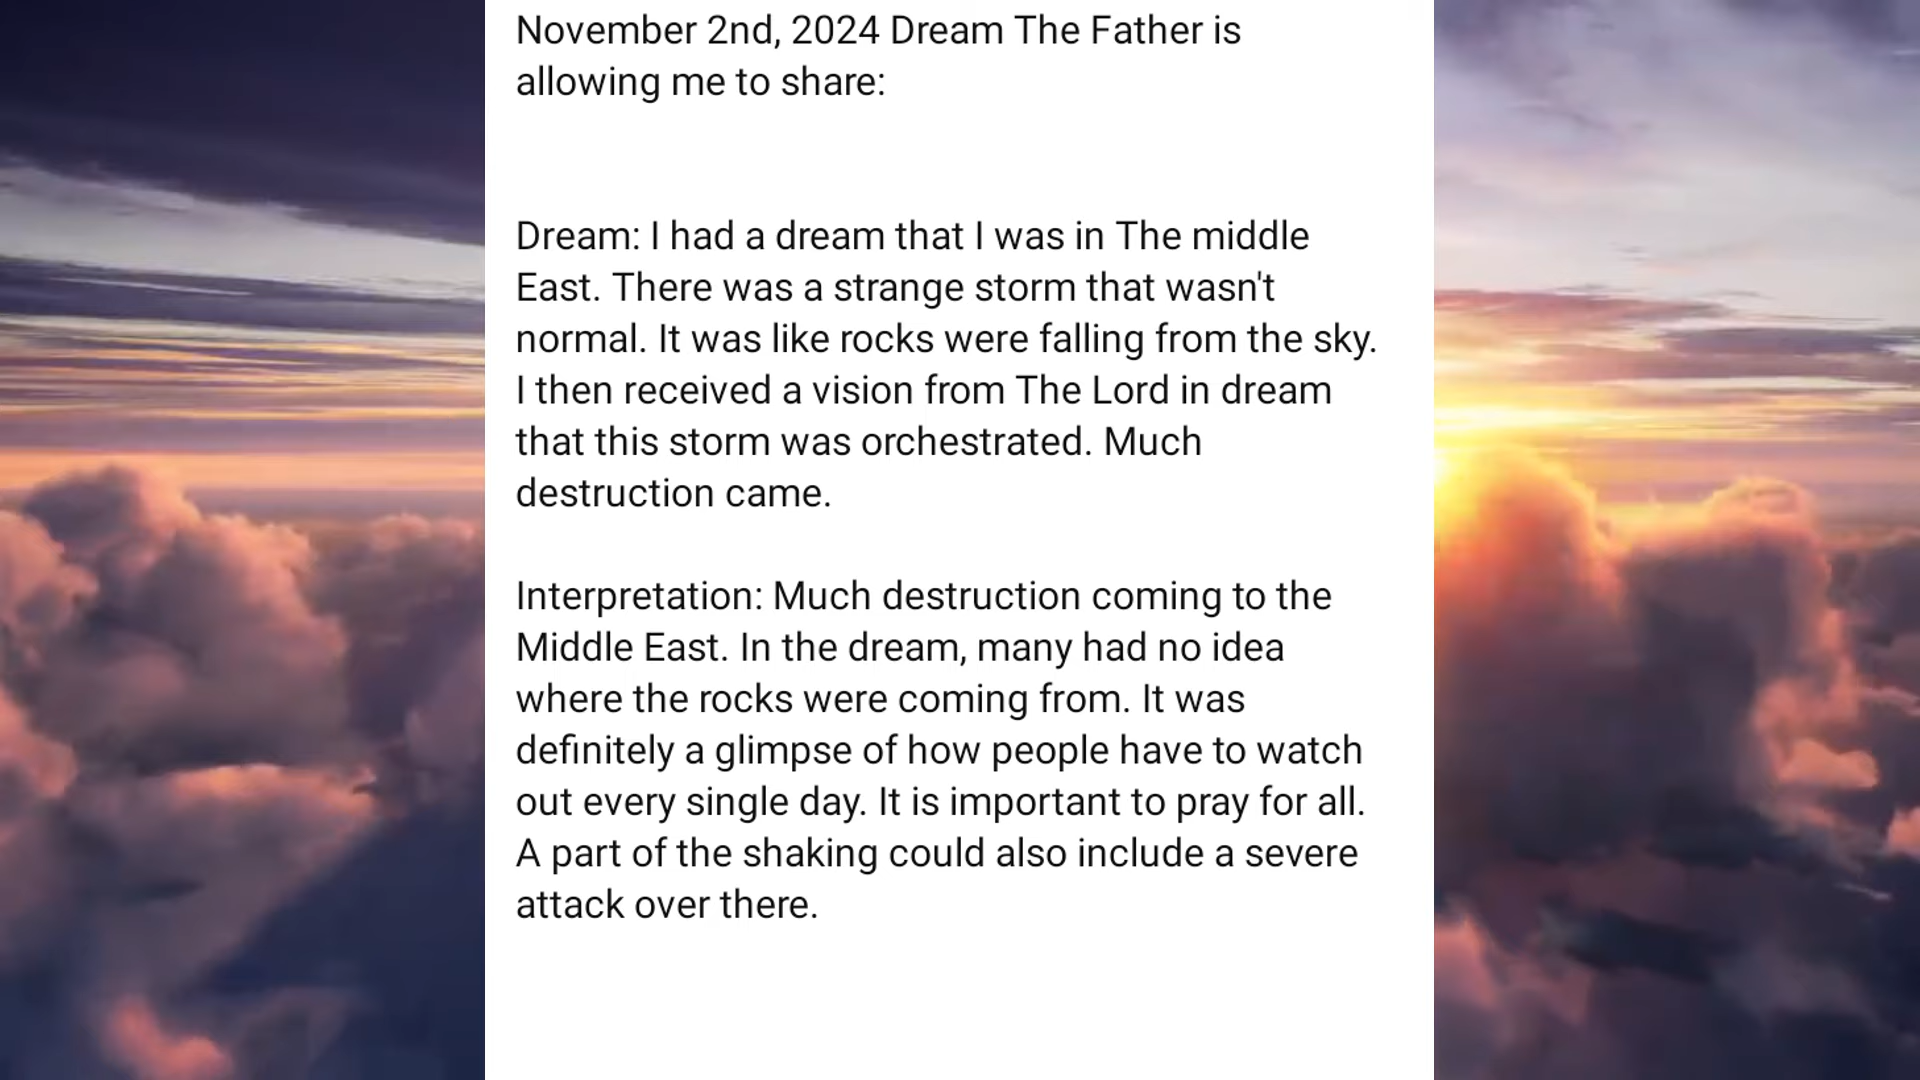 November 2nd, 2024 Dream The Father is
allowing me to share:
Dream: I had a dream that I was in The middle
East. There was a strange storm that wasn't
normal. It was like rocks were falling from the sky.
I then received a vision from The Lord in dream
that this storm was orchestrated. Much
destruction came.
Interpretation: Much destruction coming to the
Middle East. In the dream, many had no idea
where the rocks were coming from. It was
definitely a glimpse of how people have to watch
out every single day. It is important to pray for all.
A part of the shaking could also include a severe
attack over there.